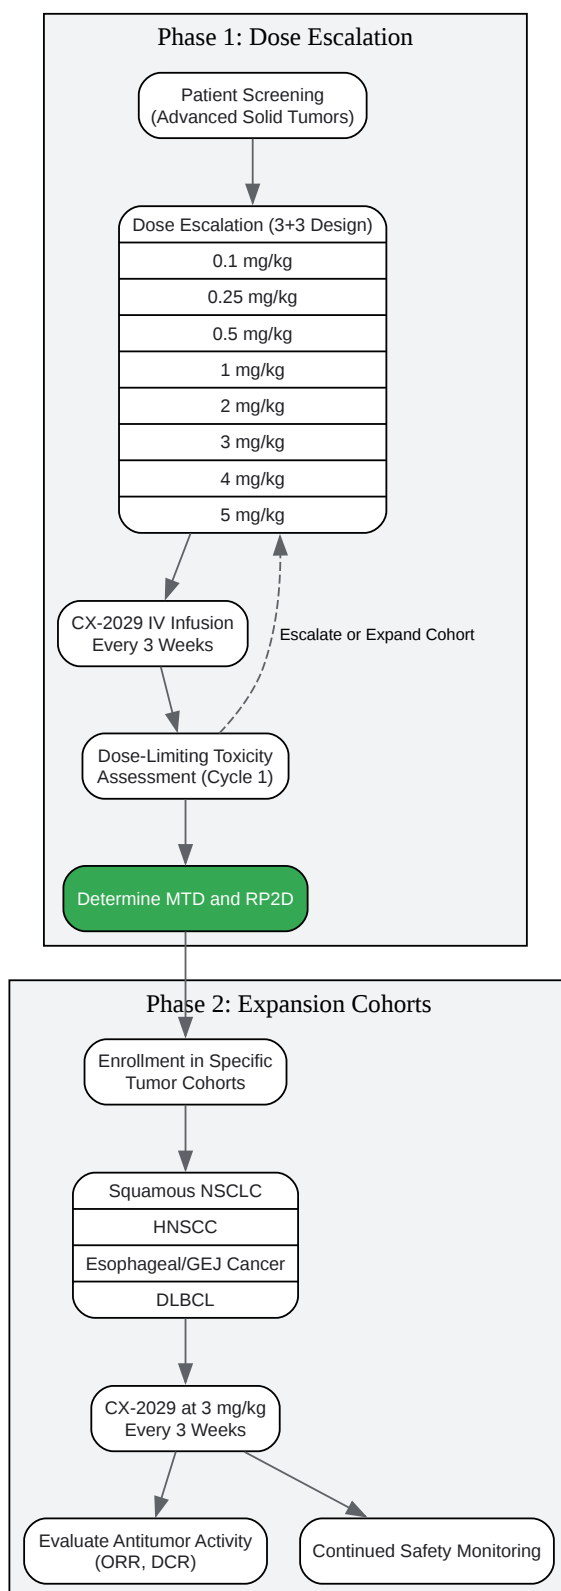 Phase 1: Dose Escalation
Patient Screening
(Advanced Solid Tumors)
Dose Escalation (3+3 Design)
0.1 mg/kg
0.25 mg/kg
0.5 mg/kg
1 mg/kg
2 mg/kg
3 mg/kg
4 mg/kg
5 mg/kg
CX-2029 IV Infusion
Every 3 Weeks
Escalate or Expand Cohort
Dose-Limiting Toxicity
Assessment (Cycle 1)
Determine MTD and RP2D
Phase 2: Expansion Cohorts
Enrollment in Specific
Tumor Cohorts
Squamous NSCLC
HNSCC
Esophageal/GEJ Cancer
DLBCL
CX-2029 at 3 mg/kg
Every 3 Weeks
Evaluate Antitumor Activity
(ORR, DCR)
Continued Safety Monitoring